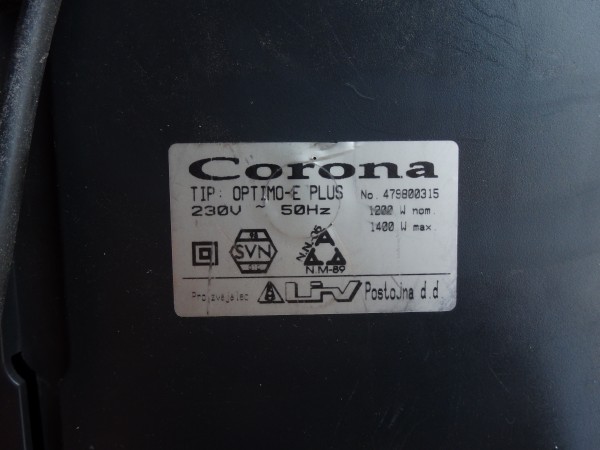 Corona
TIP: OPTIMO-E PLUS No. 479800315
230V ~ 50Hz 1200 W nom.
1400 W max.
SVN
N.M-89
Proizvajalec LIV Postojna d.d